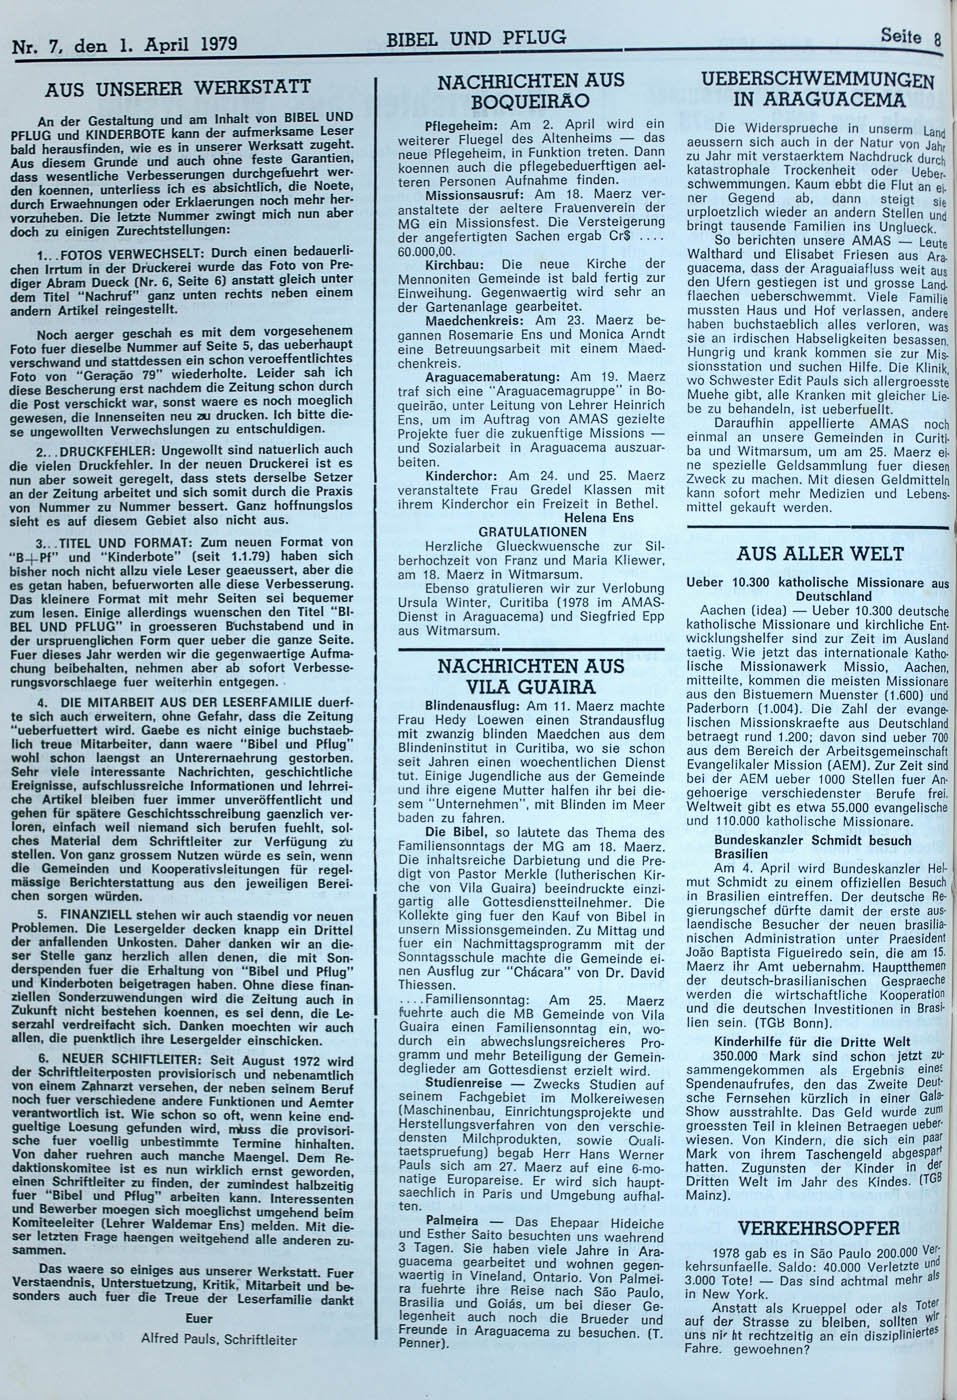 Nr. 7, den 1. April 1979
BIBEL UND PFLUG
Seite 8
AUS UNSERER WERKSTATT
An der Gestaltung und am Inhalt von BIBEL UND
PFLUG und KINDERBOTE kann der aufmerksame Leser
bald herausfinden, wie es in unserer Werksatt zugeht.
Aus diesem Grunde und auch ohne feste Garantien,
dass wesentliche Verbesserungen durchgefuehrt wer-
den koennen, unterliess ich es absichtlich, die Noete,
durch Erwaehnungen oder Erklaerungen noch mehr her-
vorzuheben. Die letzte Nummer zwingt mich nun aber
doch zu einigen Zurechtstellungen:
1... FOTOS VERWECHSELT: Durch einen bedauerli-
chen Irrtum in der Druckerei wurde das Foto von Pre-
diger Abram Dueck (Nr. 6, Seite 6) anstatt gleich unter
dem Titel "Nachruf" ganz unten rechts neben einem
andern Artikel reingestellt.
Noch aerger geschah es mit dem vorgesehenem
Foto fuer dieselbe Nummer auf Seite 5, das ueberhaupt
verschwand und stattdessen ein schon veroeffentlichtes
Foto von "Geração 79" wiederholte. Leider sah ich
diese Bescherung erst nachdem die Zeitung schon durch
die Post verschickt war, sonst waere es noch moeglich
gewesen, die Innenseiten neu zu drucken. Ich bitte die-
se ungewollten Verwechslungen zu entschuldigen.
2... DRUCKFEHLER: Ungewollt sind natuerlich auch
die vielen Druckfehler. In der neuen Druckerei ist es
nun aber soweit geregelt, dass stets derselbe Setzer
an der Zeitung arbeitet und sich somit durch die Praxis
von Nummer zu Nummer bessert. Ganz hoffnungslos
sieht es auf diesem Gebiet also nicht aus.
3... TITEL UND FORMAT: Zum neuen Format von
"B+Pf" und "Kinderbote" (seit 1.1.79) haben sich
bisher noch nicht allzu viele Leser geaeussert, aber die
es getan haben, befuerworten alle diese Verbesserung.
Das kleinere Format mit mehr Seiten sei bequemer
zum lesen. Einige allerdings wuenschen den Titel "BI-
BEL UND PFLUG" in groesseren Buchstabend und in
der urspruenglichen Form quer ueber die ganze Seite.
Fuer dieses Jahr werden wir die gegenwaertige Aufma-
chung beibehalten, nehmen aber ab sofort Verbesse-
rungsvorschlaege fuer weiterhin entgegen.
4. DIE MITARBEIT AUS DER LESERFAMILIE duerf-
te sich auch erweitern, ohne Gefahr, dass die Zeitung
"ueberfuettert wird. Gaebe es nicht einige buchstaeb-
lich treue Mitarbeiter, dann waere "Bibel und Pflug"
wohl schon laengst an Unterernaehrung gestorben.
Sehr viele interessante Nachrichten, geschichtliche
Ereignisse, aufschlussreiche Informationen und lehrrei-
che Artikel bleiben fuer immer unveröffentlicht und
gehen für spätere Geschichtsschreibung gaenzlich ver-
loren, einfach weil niemand sich berufen fuehlt, sol-
ches Material dem Schriftleiter zur Verfügung zu
stellen. Von ganz grossem Nutzen würde es sein, wenn
die Gemeinden und Kooperativsleitungen für regel-
mässige Berichterstattung aus den jeweiligen Berei-
chen sorgen würden.
5. FINANZIELL stehen wir auch staendig vor neuen
Problemen. Die Lesergelder decken knapp ein Drittel
der anfallenden Unkosten. Daher danken wir an die-
ser Stelle ganz herzlich allen denen, die mit Son-
derspenden fuer die Erhaltung von "Bibel und Pflug"
und Kinderboten beigetragen haben. Ohne diese finan-
ziellen Sonderzuwendungen wird die Zeitung auch in
Zukunft nicht bestehen koennen, es sei denn, die Le-
serzahl verdreifacht sich. Danken moechten wir auch
allen, die puenktlich ihre Lesergelder einschicken.
6. NEUER SCHIFTLEITER: Seit August 1972 wird
der Schriftleiterposten provisiorisch und nebenamtlich
von einem Zahnarzt versehen, der neben seinem Beruf
noch fuer verschiedene andere Funktionen und Aemter
verantwortlich ist. Wie schon so oft, wenn keine end-
gueltige Loesung gefunden wird, muss die provisori-
sche fuer voellig unbestimmte Termine hinhalten.
Von daher ruehren auch manche Maengel. Dem Re-
daktionskomitee ist es nun wirklich ernst geworden,
einen Schriftleiter zu finden, der zumindest halbzeitig
fuer "Bibel und Pflug" arbeiten kann. Interessenten
und Bewerber moegen sich moeglichst umgehend beim
Komiteeleiter (Lehrer Waldemar Ens) melden. Mit die-
ser letzten Frage haengen weitgehend alle anderen zu-
sammen.
Das waere so einiges aus unserer Werkstatt. Fuer
Verstaendnis, Unterstuetzung, Kritik, Mitarbeit und be-
sonders auch fuer die Treue der Leserfamilie dankt
Euer
Alfred Pauls, Schriftleiter
NACHRICHTEN AUS
BOQUEIRÃO
Pflegeheim: Am 2. April wird ein
weiterer Fluegel des Altenheims — das
neue Pflegeheim, in Funktion treten. Dann
koennen auch die pflegebeduerftigen ael-
teren Personen Aufnahme finden.
Missionsausruf: Am 18. Maerz ver-
anstaltete der aeltere Frauenverein der
MG ein Missionsfest. Die Versteigerung
der angefertigten Sachen ergab Cr$ ....
60.000,00.
Kirchbau: Die neue Kirche der
Mennoniten Gemeinde ist bald fertig zur
Einweihung. Gegenwaertig wird sehr an
der Gartenanlage gearbeitet.
Maedchenkreis: Am 23. Maerz be-
gannen Rosemarie Ens und Monica Arndt
eine Betreuungsarbeit mit einem Maed-
chenkreis.
Araguacemaberatung: Am 19. Maerz
traf sich eine "Araguacemagruppe" in Bo-
queirão, unter Leitung von Lehrer Heinrich
Ens, um im Auftrag von AMAS gezielte
Projekte fuer die zukuenftige Missions —
und Sozialarbeit in Araguacema auszuar-
beiten.
Kinderchor: Am 24. und 25. Maerz
veranstaltete Frau Gredel Klassen mit
ihrem Kinderchor ein Freizeit in Bethel.
Helena Ens
GRATULATIONEN
Herzliche Glueckwuensche zur Sil-
berhochzeit von Franz und Maria Kliewer,
am 18. Maerz in Witmarsum.
Ebenso gratulieren wir zur Verlobung
Ursula Winter, Curitiba (1978 im AMAS-
Dienst in Araguacema) und Siegfried Epp
aus Witmarsum.
NACHRICHTEN AUS
VILA GUAIRA
Blindenausflug: Am 11. Maerz machte
Frau Hedy Loewen einen Strandausflug
mit zwanzig blinden Maedchen aus dem
Blindeninstitut in Curitiba, wo sie schon
seit Jahren einen woechentlichen Dienst
tut. Einige Jugendliche aus der Gemeinde
und ihre eigene Mutter halfen ihr bei die-
sem "Unternehmen", mit Blinden im Meer
baden zu fahren.
Die Bibel, so lautete das Thema des
Familiensonntags der MG am 18. Maerz.
Die inhaltsreiche Darbietung und die Pre-
digt von Pastor Merkle (lutherischen Kir-
che von Vila Guaira) beeindruckte einzi-
gartig alle Gottesdienstteilnehmer. Die
Kollekte ging fuer den Kauf von Bibel in
unsern Missionsgemeinden. Zu Mittag und
fuer ein Nachmittagsprogramm mit der
Sonntagsschule machte die Gemeinde ei-
nen Ausflug zur "Chácara" von Dr. David
Thiessen.
....Familiensonntag: Am 25. Maerz
fuehrte auch die MB Gemeinde von Vila
Guaira einen Familiensonntag ein, wo-
durch ein abwechslungsreicheres Pro-
gramm und mehr Beteiligung der Gemein-
deglieder am Gottesdienst erzielt wird.
Studienreise — Zwecks Studien auf
seinem Fachgebiet im Molkereiwesen
(Maschinenbau, Einrichtungsprojekte und
Herstellungsverfahren von den verschie-
densten Milchprodukten, sowie Quali-
taetspruefung) begab Herr Hans Werner
Pauls sich am 27. Maerz auf eine 6-mo-
natige Europareise. Er wird sich haupt-
saechlich in Paris und Umgebung aufhal-
ten.
Palmeira — Das Ehepaar Hideiche
und Esther Saito besuchten uns waehrend
3 Tagen. Sie haben viele Jahre in Ara-
guacema gearbeitet und wohnen gegen-
waertig in Vineland, Ontario. Von Palmei-
ra fuehrte ihre Reise nach São Paulo,
Brasilia und Goiás, um bei dieser Ge-
legenheit auch noch die Brueder und
Freunde in Araguacema zu besuchen. (T.
Penner).
UEBERSCHWEMMUNGEN
IN ARAGUACEMA
Die Widersprueche in unserm Land
aeussern sich auch in der Natur von Jahr
zu Jahr mit verstaerktem Nachdruck durch
katastrophale Trockenheit oder Ueber-
schwemmungen. Kaum ebbt die Flut an ei-
ner Gegend ab, dann steigt sie
urploetzlich wieder an andern Stellen und
bringt tausende Familien ins Unglueck.
So berichten unsere AMAS — Leute
Walthard und Elisabet Friesen aus Ara-
guacema, dass der Araguaiafluss weit aus
den Ufern gestiegen ist und grosse Land-
flaechen ueberschwemmt. Viele Familie
mussten Haus und Hof verlassen, andere
haben buchstaeblich alles verloren, was
sie an irdischen Habseligkeiten besassen.
Hungrig und krank kommen sie zur Mis-
sionsstation und suchen Hilfe. Die Klinik,
wo Schwester Edit Pauls sich allergroesste
Muehe gibt, alle Kranken mit gleicher Lie-
be zu behandeln, ist ueberfuellt.
Daraufhin appellierte AMAS noch
einmal an unsere Gemeinden in Curiti-
ba und Witmarsum, um am 25. Maerz ei-
ne spezielle Geldsammlung fuer diesen
Zweck zu machen. Mit diesen Geldmitteln
kann sofort mehr Medizien und Lebens-
mittel gekauft werden.
AUS ALLER WELT
Ueber 10.300 katholische Missionare aus
Deutschland
Aachen (idea) — Ueber 10.300 deutsche
katholische Missionare und kirchliche Ent-
wicklungshelfer sind zur Zeit im Ausland
taetig. Wie jetzt das internationale Katho-
lische Missionawerk Missio, Aachen,
mitteilte, kommen die meisten Missionare
aus den Bistuemern Muenster (1.600) und
Paderborn (1.004). Die Zahl der evange-
lischen Missionskraefte aus Deutschland
betraegt rund 1.200; davon sind ueber 700
aus dem Bereich der Arbeitsgemeinschaft
Evangelikaler Mission (AEM). Zur Zeit sind
bei der AEM ueber 1000 Stellen fuer An-
gehoerige verschiedenster Berufe frei.
Weltweit gibt es etwa 55.000 evangelische
und 110.000 katholische Missionare.
Bundeskanzler Schmidt besuch
Brasilien
Am 4. April wird Bundeskanzler Hel-
mut Schmidt zu einem offiziellen Besuch
in Brasilien eintreffen. Der deutsche Re-
gierungschef dürfte damit der erste aus-
laendische Besucher der neuen brasilia-
nischen Administration unter Praesident
João Baptista Figueiredo sein, die am 15.
Maerz ihr Amt uebernahm. Hauptthemen
der deutsch-brasilianischen Gespraeche
werden die wirtschaftliche Kooperation
und die deutschen Investitionen in Brasi-
lien sein. (TGB Bonn).
Kinderhilfe für die Dritte Welt
350.000 Mark sind schon jetzt zu-
sammengekommen als Ergebnis eines
Spendenaufrufes, den das Zweite Deut-
sche Fernsehen kürzlich in einer Gala-
Show ausstrahlte. Das Geld wurde zum
groessten Teil in kleinen Betraegen ueber-
wiesen. Von Kindern, die sich ein paar
Mark von ihrem Taschengeld abgespart
hatten. Zugunsten der Kinder in der
Dritten Welt im Jahr des Kindes. (TGB
Mainz).
VERKEHRSOPFER
1978 gab es in São Paulo 200.000 Ver-
kehrsunfaelle. Saldo: 40.000 Verletzte und
3.000 Tote! — Das sind achtmal mehr als
in New York.
Anstatt als Krueppel oder als Toter
auf der Strasse zu bleiben, sollten wir
uns nicht rechtzeitig an ein diszipliniertes
Fahre. gewoehnen?